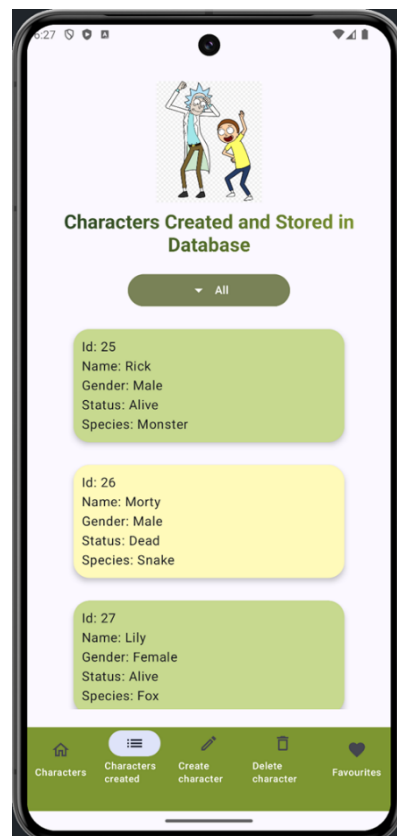 6:27
Characters Created and Stored in
Database
All
Id: 25
Name: Rick
Gender: Male
Status: Alive
Species: Monster
Id: 26
Name: Morty
Gender: Male
Status: Dead
Species: Snake
Id: 27
Name: Lily
Gender: Female
Status: Alive
Species: Fox
Characters
Characters
created
Create
character
Delete
character
Favourites